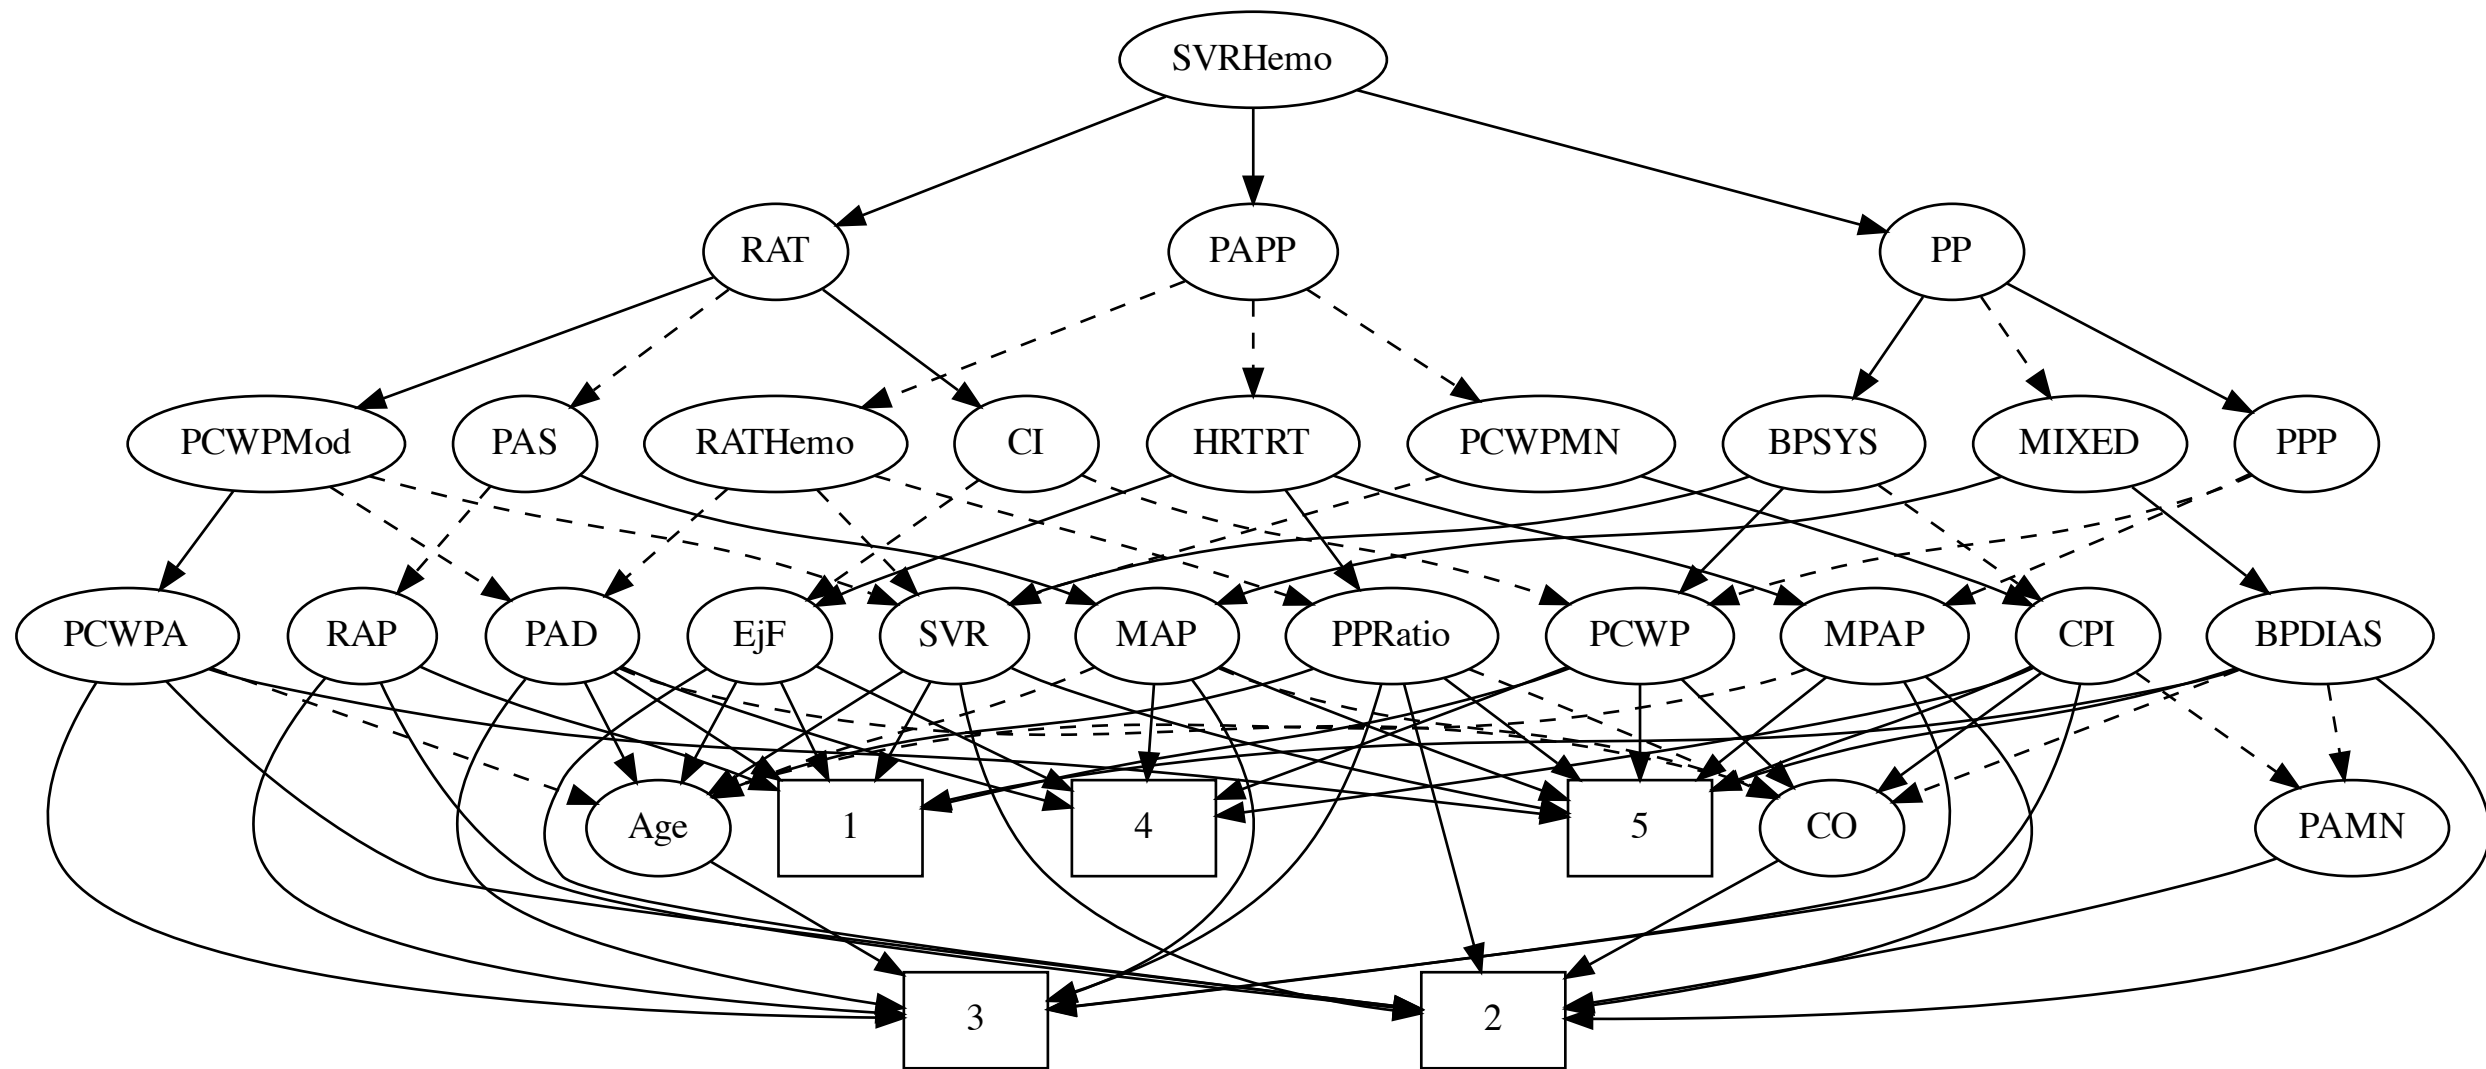 SVRHemo
RAT
PAPP
PP
PCWPMod
PAS
RATHemo
CI
HRTRT
PCWPMN
BPSYS
MIXED
PPP
PCWPA
RAP
PAD
EjF
SVR
MAP
PPRatio
PCWP
MPAP
CPI
BPDIAS
Age
1
4
5
CO
PAMN
3
2